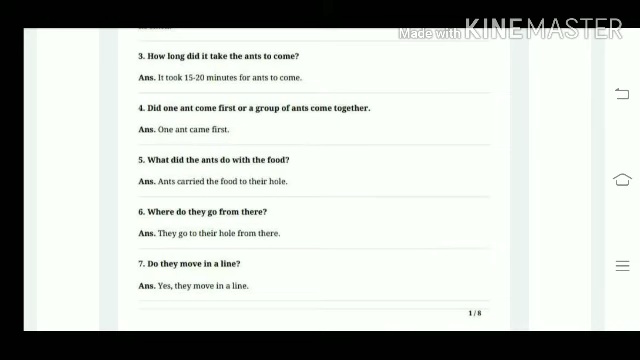 Made with KINEMASTER
3. How long did it take the ants to come?
Ans. It took 15-20 minutes for ants to come.
4. Did one ant come first or a group of ants come together.
Ans. One ant came first.
5. What did the ants do with the food?
Ans. Ants carried the food to their hole.
6. Where do they go from there?
Ans. They go to their hole from there.
7. Do they move in a line?
Ans. Yes, they move in a line.
1 / 8